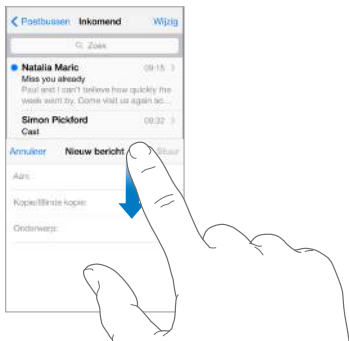 Postbussen Inkomend Wijzig
Zoek
Natalia Maric 09:15
Miss you already
Paul and I can't believe how quickly the
week went by. Come visit us again so...
Simon Pickford 09:32
Cast
Annuleer Nieuw bericht Stuur
Aan:
Kopie/Blinde kopie:
Onderwerp: